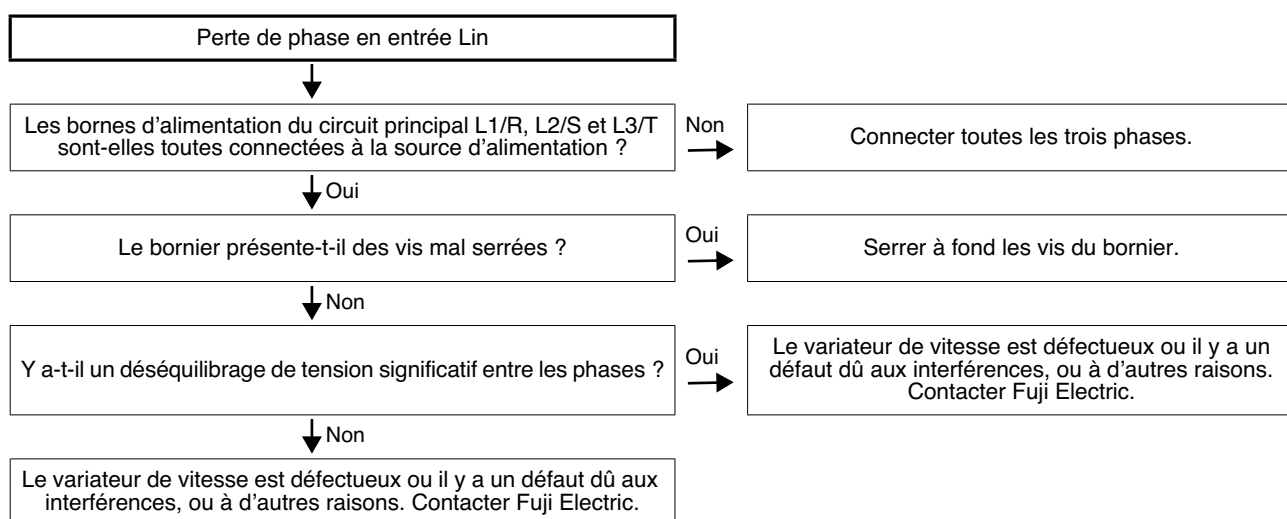 Perte de phase en entrée Lin
Les bornes d'alimentation du circuit principal L1/R, L2/S et L3/T
sont-elles toutes connectées à la source d'alimentation ?
Non
Connecter toutes les trois phases.
Oui
Le bornier présente-t-il des vis mal serrées ?
Oui
Serrer à fond les vis du bornier.
Non
Y a-t-il un déséquilibrage de tension significatif entre les phases ?
Oui
Le variateur de vitesse est défectueux ou il y a un
défaut dû aux interférences, ou à d'autres raisons.
Contacter Fuji Electric.
Non
Le variateur de vitesse est défectueux ou il y a un défaut dû aux
interférences, ou à d'autres raisons. Contacter Fuji Electric.